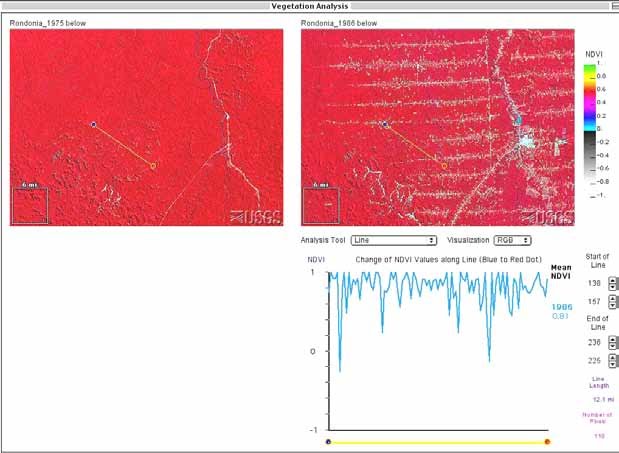 Vegetation Analysis
Rondonia_1975 below
Rondonia_1986 below
6 mi
USGS
6 mi
USGS
NDVI
1.
0.8
0.6
0.4
0.2
0.
-0.2
-0.4
-0.6
-0.8
-1.
Analysis Tool Line Visualization RGB
NDVI Change of NDVI Values along Line (Blue to Red Dot)
Mean
NDVI
1986
0.81
1
0
-1
Start of
Line
138
157
End of
Line
236
225
Line
Length
12.1 mi
Number of
Pixels
110